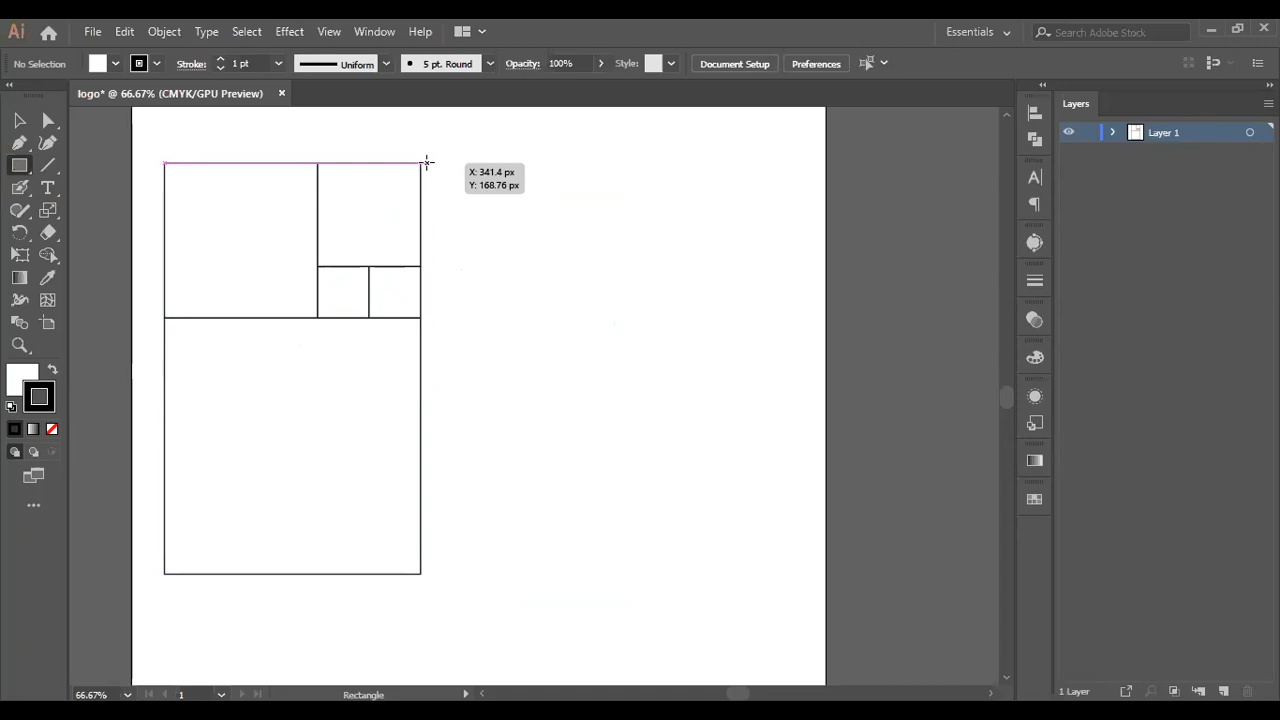 Ai File Edit Object Type Select Effect View Window Help Essentials Search Adobe Stock
No Selection Stroke: 1 pt Uniform 5 pt. Round Opacity: 100% Style: Document Setup Preferences
logo* @ 66.67% (CMYK/GPU Preview)
Layers
Layer 1
X: 341.4 px
Y: 168.76 px
66.67% 1 Rectangle 1 Layer